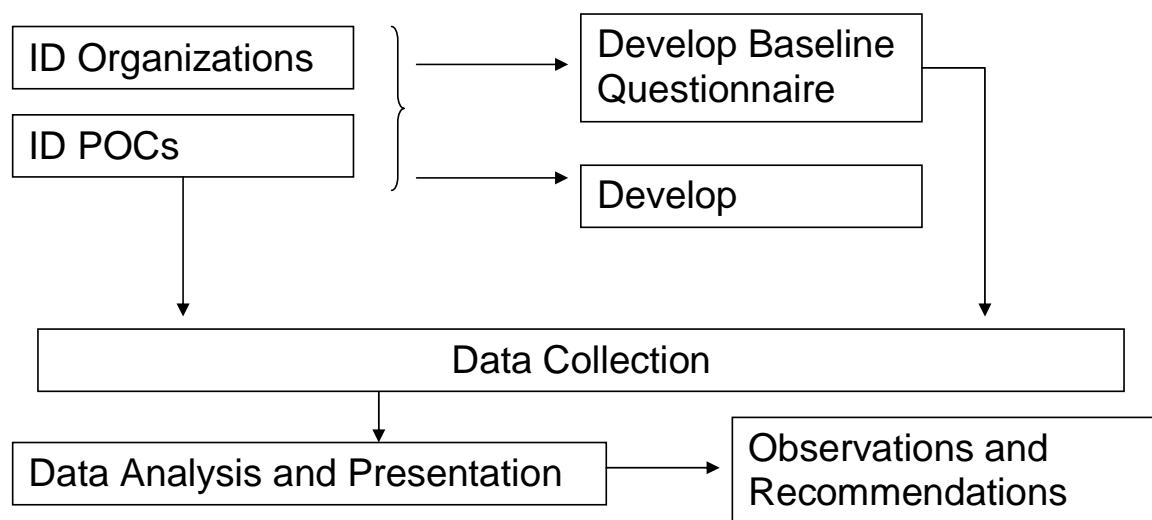 ID Organizations
ID POCs
Develop Baseline
Questionnaire
Develop
Data Collection
Data Analysis and Presentation
Observations and
Recommendations